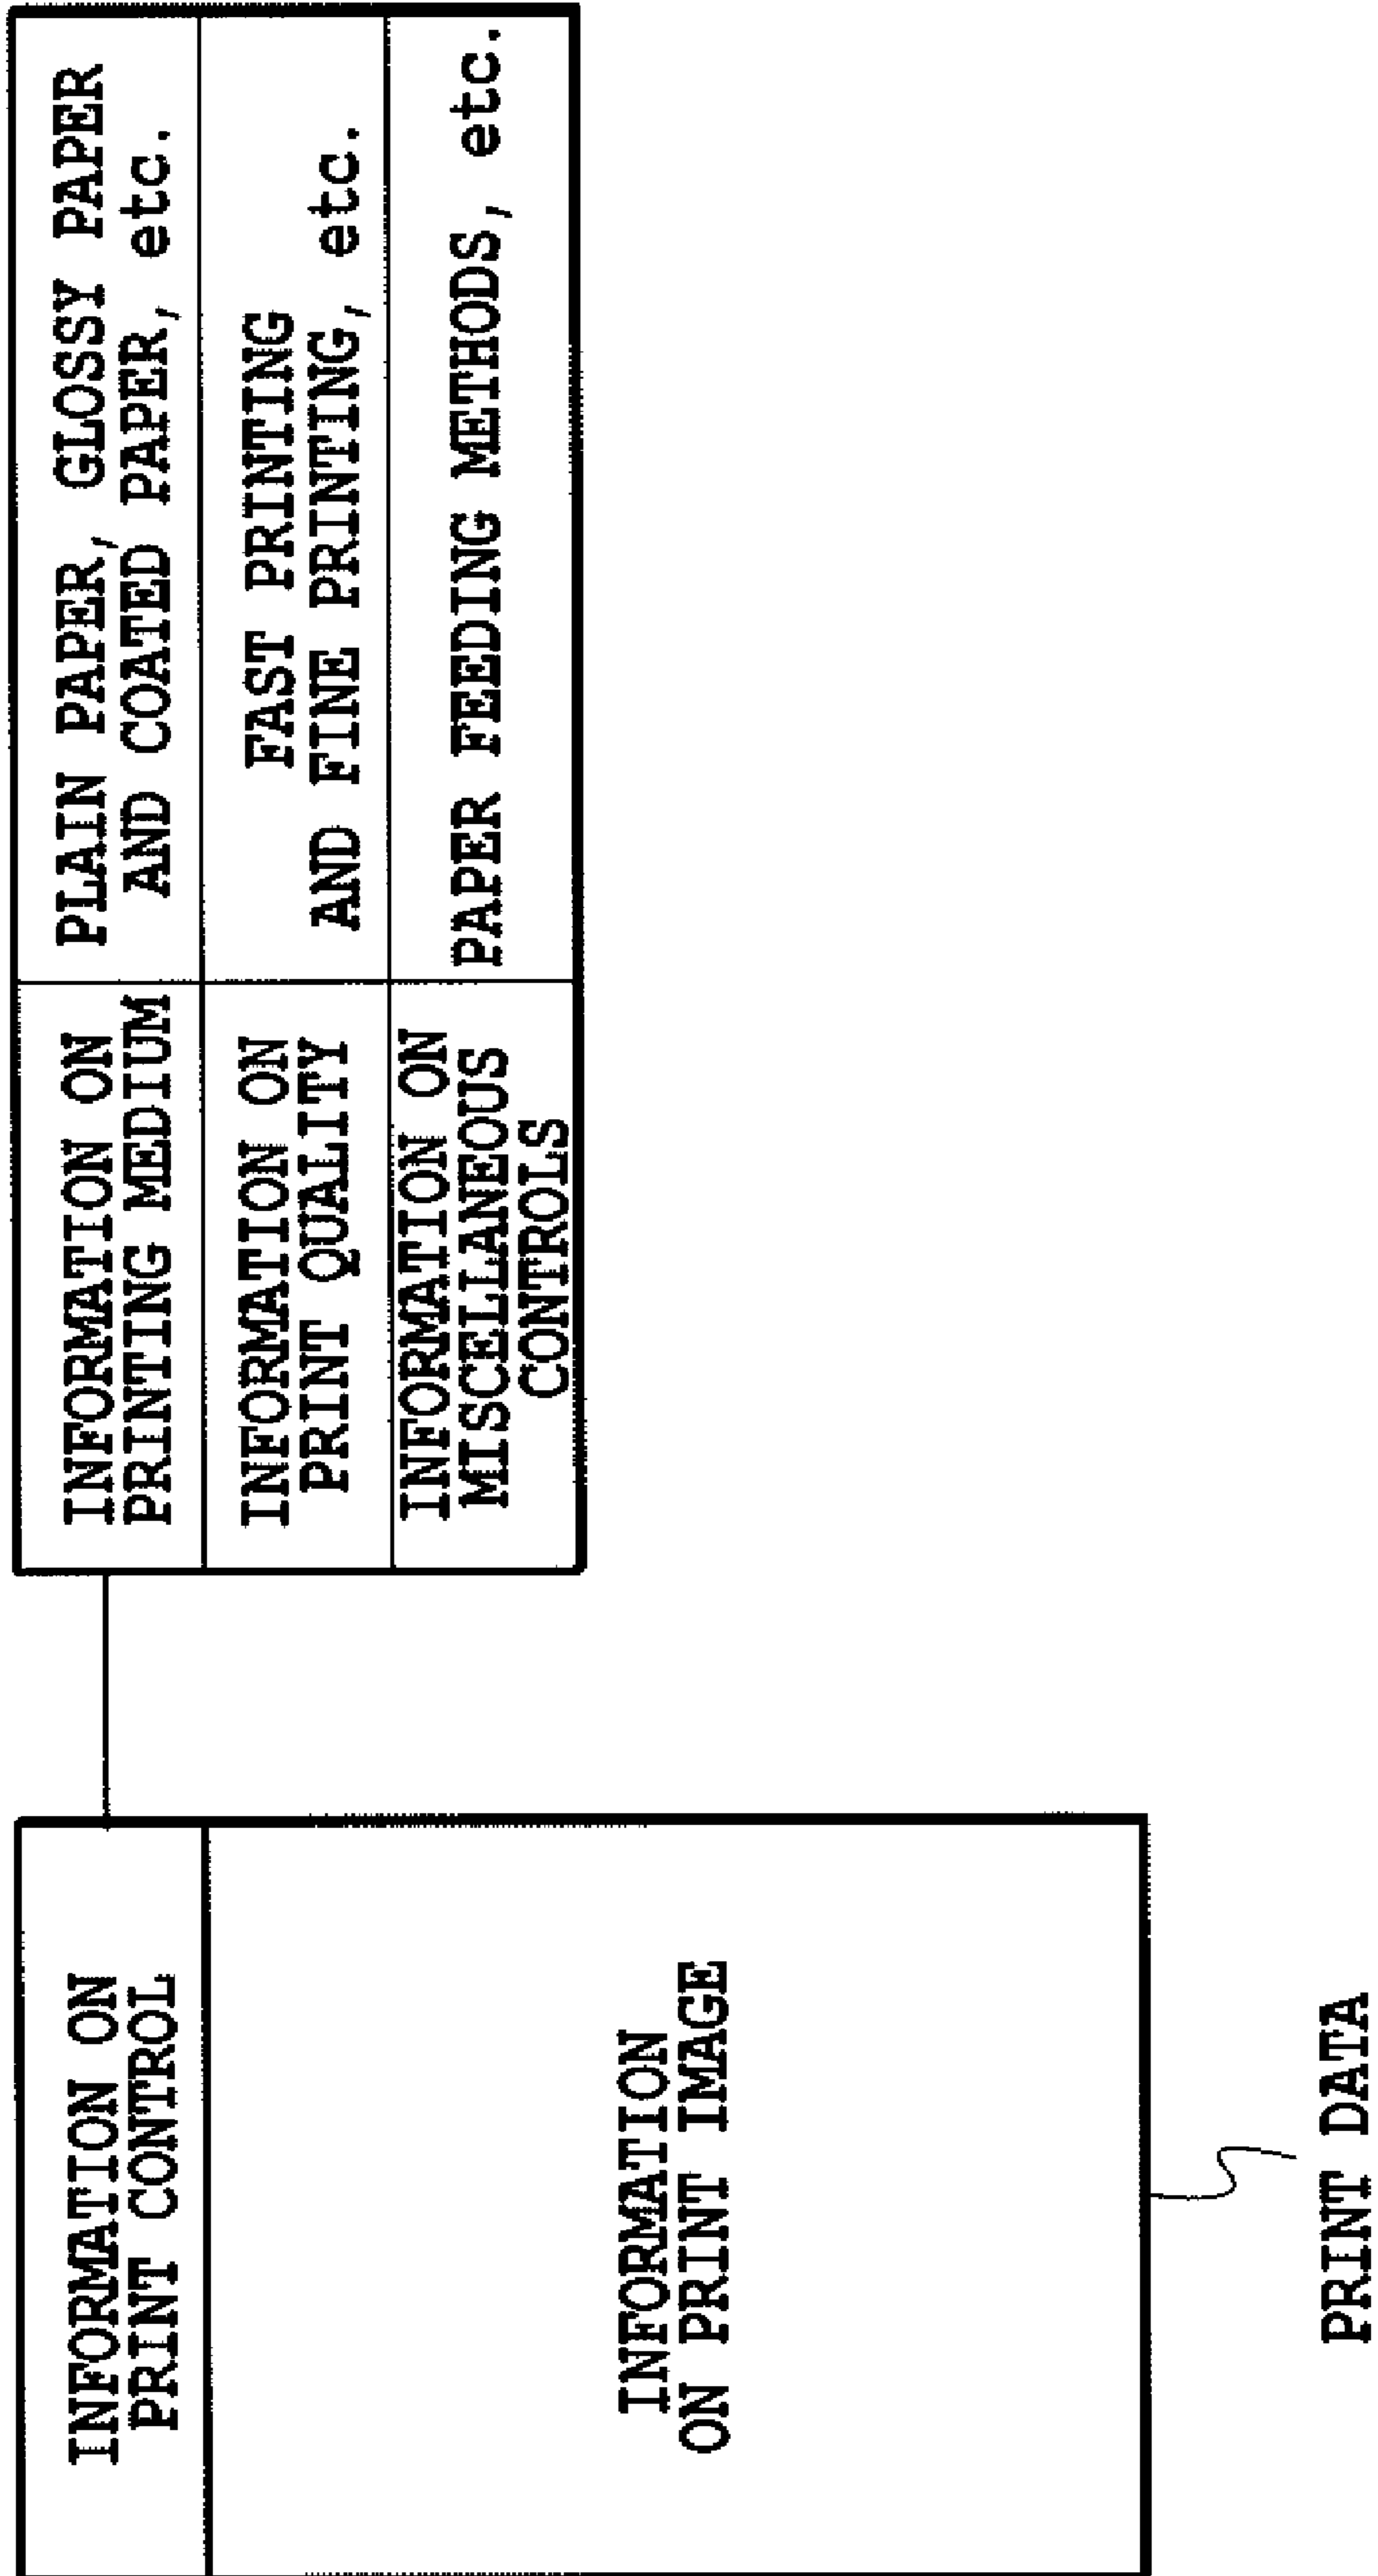 INFORMATION ON
PRINT CONTROL
INFORMATION
ON PRINT IMAGE
PRINT DATA
INFORMATION ON
PRINTING MEDIUM
PLAIN PAPER, GLOSSY PAPER
AND COATED PAPER, etc.
INFORMATION ON
PRINT QUALITY
FAST PRINTING
AND FINE PRINTING, etc.
INFORMATION ON
MISCELLANEOUS
CONTROLS
PAPER FEEDING METHODS, etc.